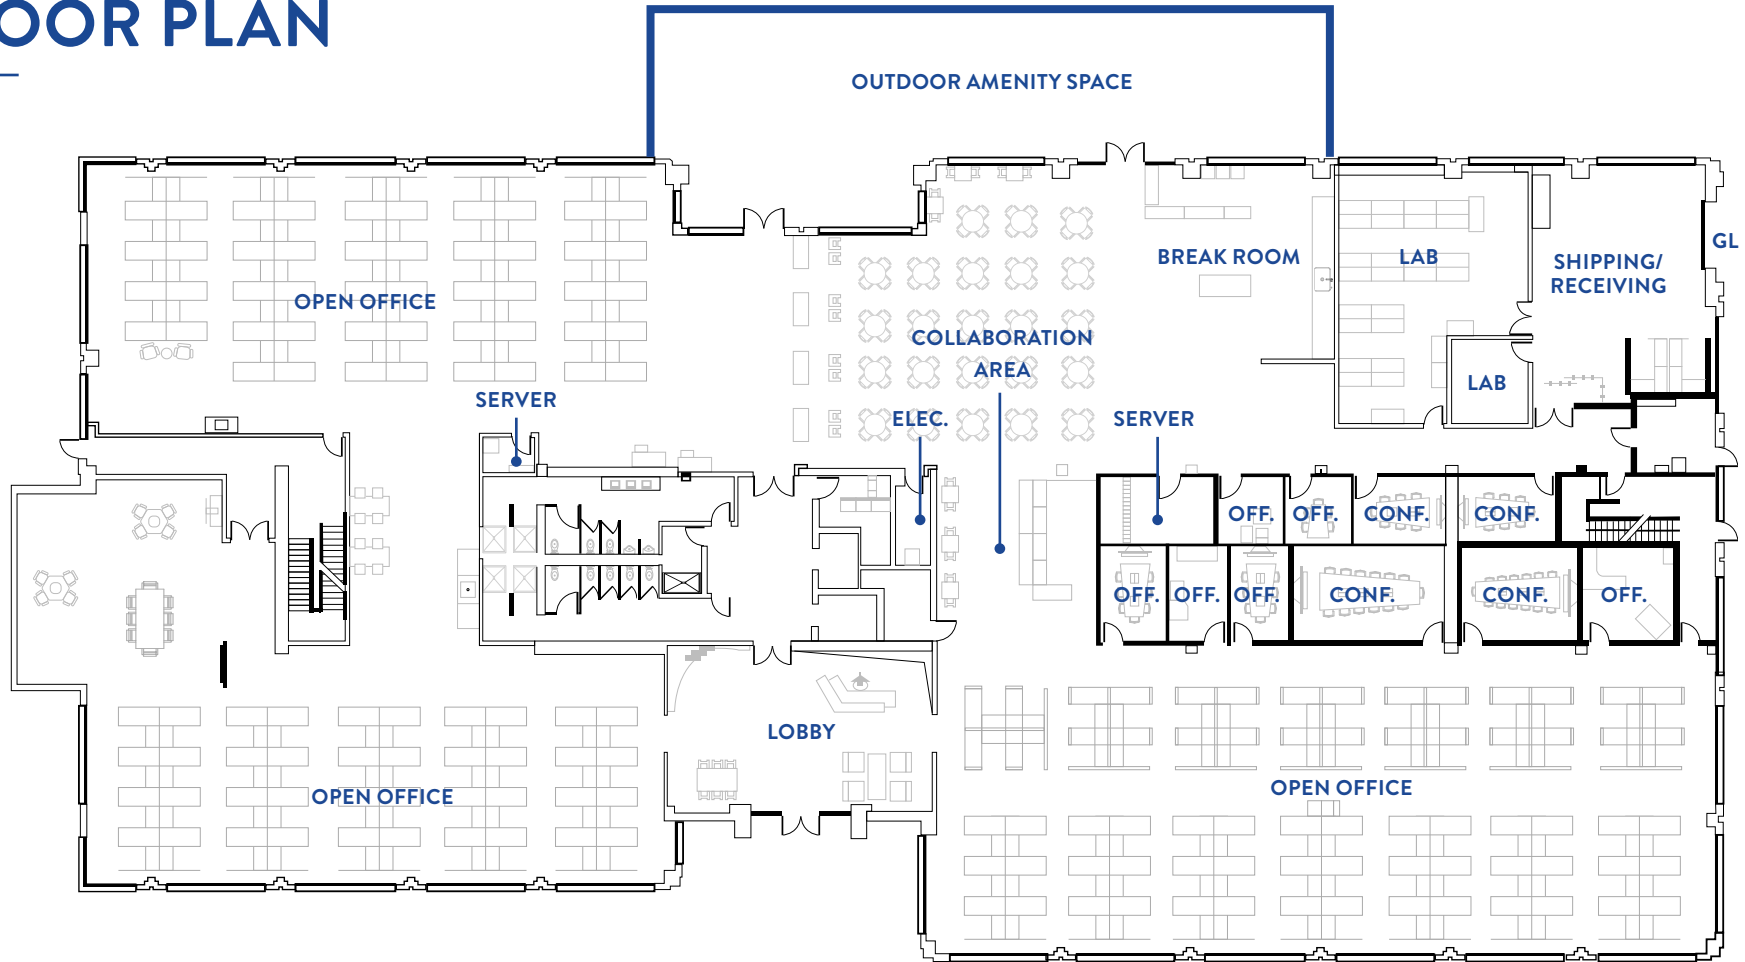 OOR PLAN
OUTDOOR AMENITY SPACE
GL
BREAK ROOM
LAB
SHIPPING/
RECEIVING
OPEN OFFICE
COLLABORATION
AREA
LAB
SERVER
ELEC.
SERVER
OFF.
OFF.
CONF.
CONF.
OFF.
OFF.
OFF.
CONF.
CONF.
OFF.
LOBBY
OPEN OFFICE
OPEN OFFICE